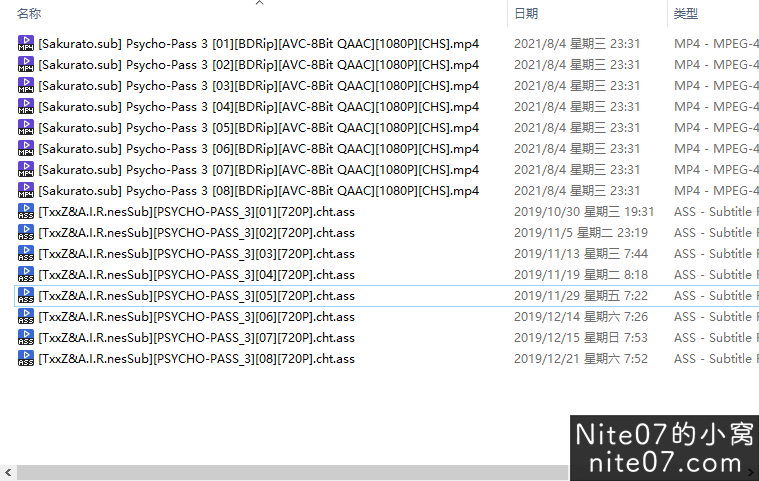 名称 日期 类型
[Sakurato.sub] Psycho-Pass 3 [01][BDRip][AVC-8Bit QAAC][1080P][CHS].mp4 2021/8/4 星期三 23:31 MP4 - MPEG-4
[Sakurato.sub] Psycho-Pass 3 [02][BDRip][AVC-8Bit QAAC][1080P][CHS].mp4 2021/8/4 星期三 23:31 MP4 - MPEG-4
[Sakurato.sub] Psycho-Pass 3 [03][BDRip][AVC-8Bit QAAC][1080P][CHS].mp4 2021/8/4 星期三 23:31 MP4 - MPEG-4
[Sakurato.sub] Psycho-Pass 3 [04][BDRip][AVC-8Bit QAAC][1080P][CHS].mp4 2021/8/4 星期三 23:31 MP4 - MPEG-4
[Sakurato.sub] Psycho-Pass 3 [05][BDRip][AVC-8Bit QAAC][1080P][CHS].mp4 2021/8/4 星期三 23:31 MP4 - MPEG-4
[Sakurato.sub] Psycho-Pass 3 [06][BDRip][AVC-8Bit QAAC][1080P][CHS].mp4 2021/8/4 星期三 23:31 MP4 - MPEG-4
[Sakurato.sub] Psycho-Pass 3 [07][BDRip][AVC-8Bit QAAC][1080P][CHS].mp4 2021/8/4 星期三 23:31 MP4 - MPEG-4
[Sakurato.sub] Psycho-Pass 3 [08][BDRip][AVC-8Bit QAAC][1080P][CHS].mp4 2021/8/4 星期三 23:31 MP4 - MPEG-4
[TxxZ&A.I.R.nesSub][PSYCHO-PASS_3][01][720P].cht.ass 2019/10/30 星期三 19:31 ASS - Subtitle
[TxxZ&A.I.R.nesSub][PSYCHO-PASS_3][02][720P].cht.ass 2019/11/5 星期二 23:19 ASS - Subtitle
[TxxZ&A.I.R.nesSub][PSYCHO-PASS_3][03][720P].cht.ass 2019/11/13 星期三 7:44 ASS - Subtitle
[TxxZ&A.I.R.nesSub][PSYCHO-PASS_3][04][720P].cht.ass 2019/11/19 星期二 8:18 ASS - Subtitle
[TxxZ&A.I.R.nesSub][PSYCHO-PASS_3][05][720P].cht.ass 2019/11/29 星期五 7:22 ASS - Subtitle
[TxxZ&A.I.R.nesSub][PSYCHO-PASS_3][06][720P].cht.ass 2019/12/14 星期六 7:26 ASS - Subtitle
[TxxZ&A.I.R.nesSub][PSYCHO-PASS_3][07][720P].cht.ass 2019/12/15 星期日 7:53 ASS - Subtitle
[TxxZ&A.I.R.nesSub][PSYCHO-PASS_3][08][720P].cht.ass 2019/12/21 星期六 7:52 ASS - Subtitle
Nite07的小窝
nite07.com